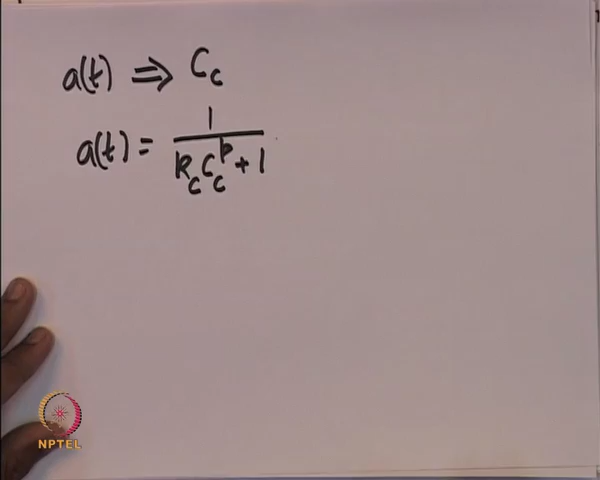 a(t) ⇒ C_c
a(t) = 1 / (k_c C_c^p + 1)
NPTEL